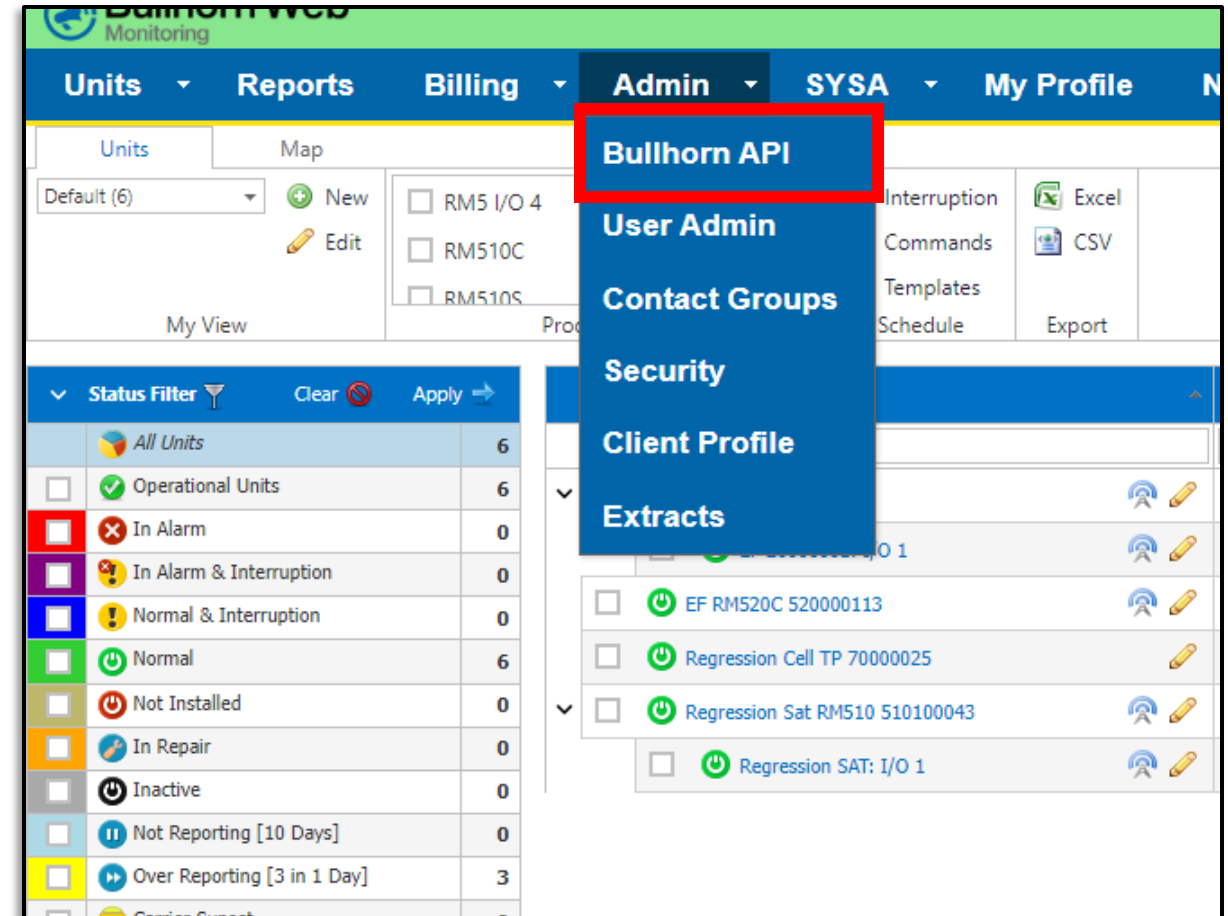 Bullhorn Web
Monitoring
Units Reports Billing Admin SYSA My Profile N
Units Map
Default (6) New
Edit
My View
RM5 I/O 4
RM510C
RM510S
Bullhorn API
User Admin
Contact Groups
Security
Client Profile
Extracts
Interruption
Commands
Templates
Schedule
Excel
CSV
Export
Status Filter Clear Apply
All Units 6
Operational Units 6
In Alarm 0
In Alarm & Interruption 0
Normal & Interruption 0
Normal 6
Not Installed 0
In Repair 0
Inactive 0
Not Reporting [10 Days] 0
Over Reporting [3 in 1 Day] 3
I/O 1
EF RM520C 520000113
Regression Cell TP 70000025
Regression Sat RM510 510100043
Regression SAT: I/O 1